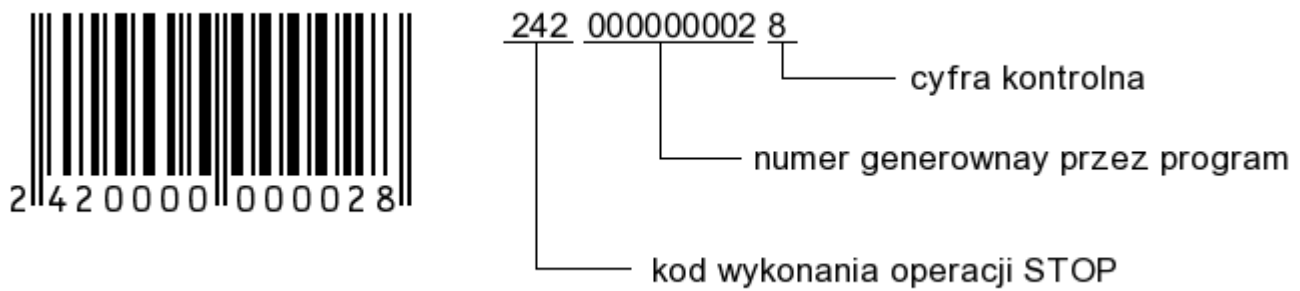 242 000000002 8
cyfra kontrolna
numer generownay przez program
2 420000 000028
kod wykonania operacji STOP